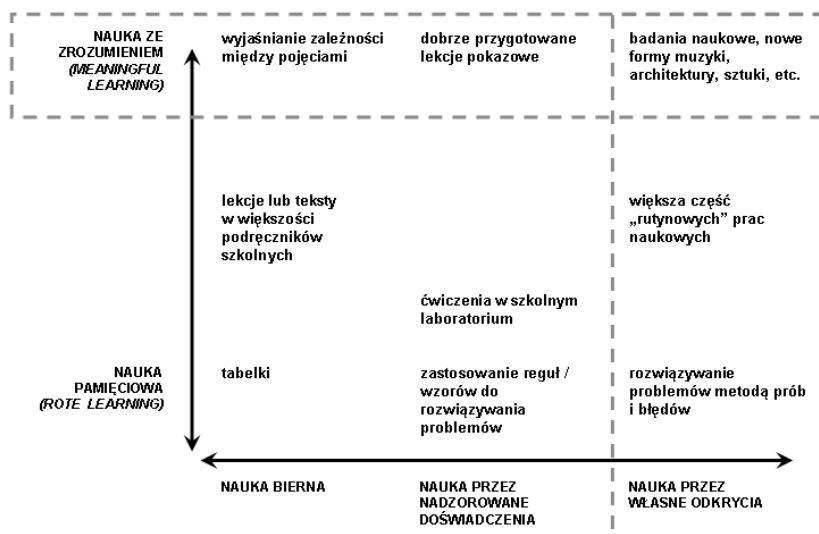 NAUKA ZE
ZROZUMIENIEM
(MEANINGFUL
LEARNING)
wyjaśnianie zależności
między pojęciami
dobrze przygotowane
lekcje pokazowe
badania naukowe, nowe
formy muzyki,
architektury, sztuki, etc.
lekcje lub teksty
w większości
podręczników
szkolnych
większa część
„rutynowych” prac
naukowych
ćwiczenia w szkolnym
laboratorium
NAUKA
PAMIĘCIOWA
(ROTE LEARNING)
tabelki
zastosowanie reguł /
wzorów do
rozwiązywania
problemów
rozwiązywanie
problemów metodą prób
i błędów
NAUKA BIERNA
NAUKA PRZEZ
NADZOROWANE
DOŚWIADCZENIA
NAUKA PRZEZ
WŁASNE ODKRYCIA